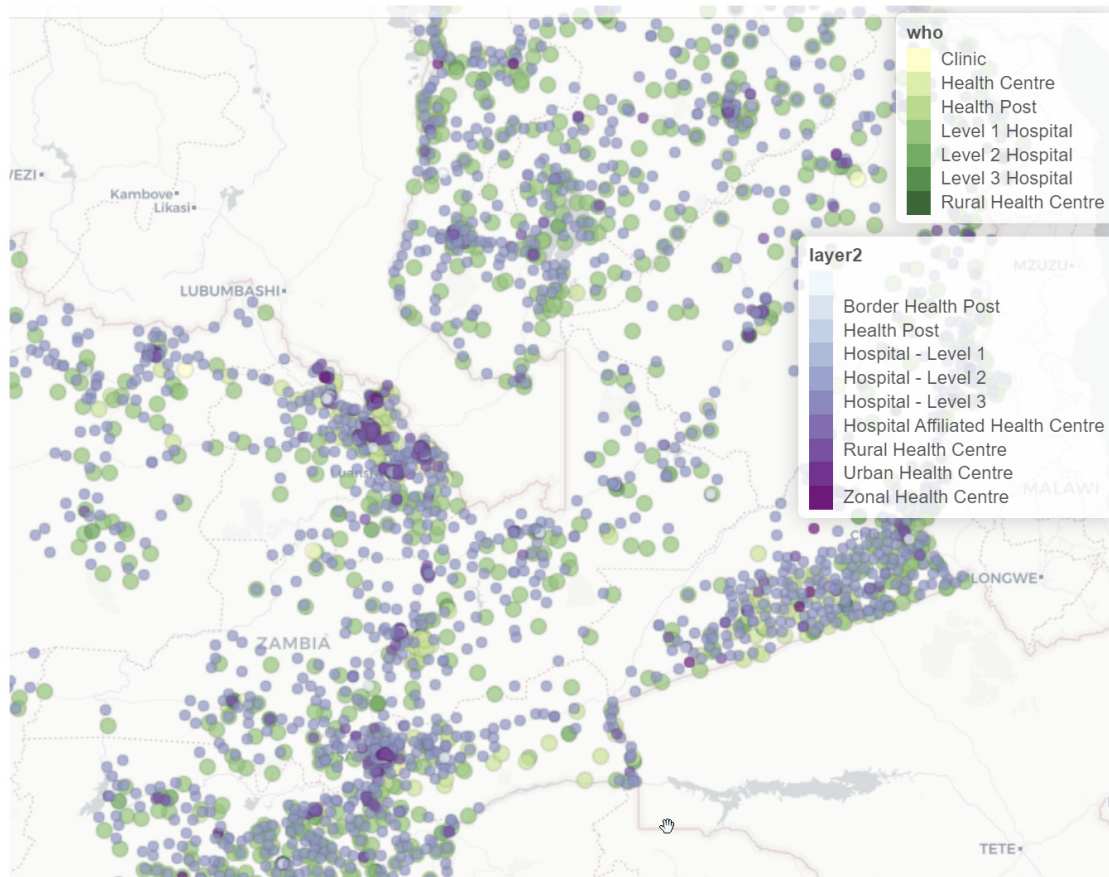 who
Clinic
Health Centre
Health Post
Level 1 Hospital
Level 2 Hospital
Level 3 Hospital
Rural Health Centre
layer2
Border Health Post
Health Post
Hospital - Level 1
Hospital - Level 2
Hospital - Level 3
Hospital Affiliated Health Centre
Rural Health Centre
Urban Health Centre
Zonal Health Centre
Kambove
Likasi
MZUZU
LUBUMBASHI
MALAWI
ZAMBIA
TETE